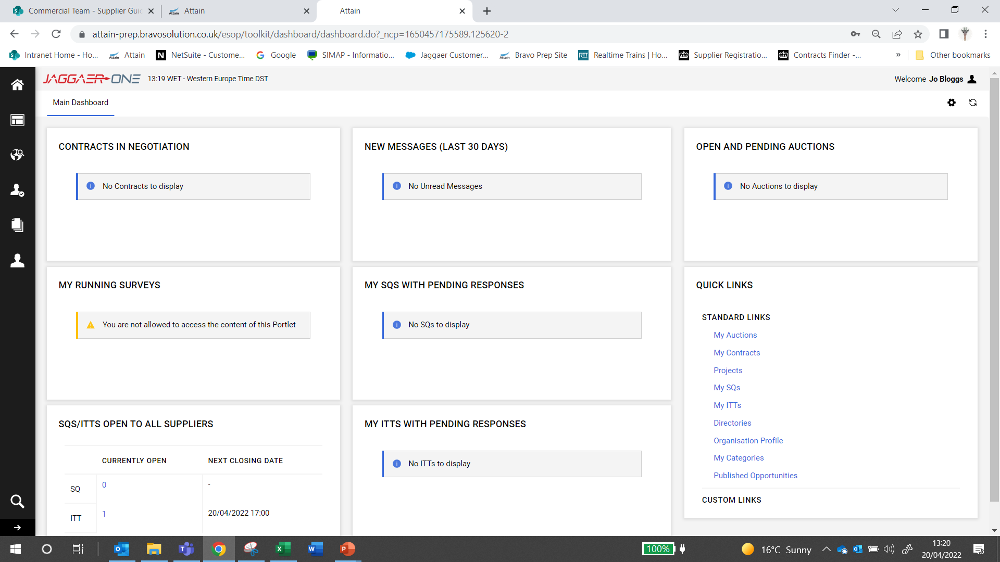 Commercial Team - Supplier Guic
Attain
Attain
attain-prep.bravosolution.co.uk/esop/toolkit/dashboard/dashboard.do?_ncp=1650457175589.125620-2
Intranet Home - Ho...
Attain
NetSuite - Custome...
Google
SIMAP - Informatio...
Jaggaer Customer...
Bravo Prep Site
Realtime Trains | Ho...
Supplier Registratio...
Contracts Finder -...
»
Other bookmarks
JAGGAER ONE
13:19 WET - Western Europe Time DST
Welcome Jo Bloggs
Main Dashboard
CONTRACTS IN NEGOTIATION
No Contracts to display
NEW MESSAGES (LAST 30 DAYS)
No Unread Messages
OPEN AND PENDING AUCTIONS
No Auctions to display
MY RUNNING SURVEYS
You are not allowed to access the content of this Portlet
MY SQS WITH PENDING RESPONSES
No SQs to display
QUICK LINKS
STANDARD LINKS
My Auctions
My Contracts
Projects
My SQs
My ITTs
Directories
Organisation Profile
My Categories
Published Opportunities
CUSTOM LINKS
SQS/ITTS OPEN TO ALL SUPPLIERS
CURRENTLY OPEN NEXT CLOSING DATE
SQ 0 -
ITT 1 20/04/2022 17:00
MY ITTS WITH PENDING RESPONSES
No ITTs to display
100%
16°C Sunny
13:20
20/04/2022